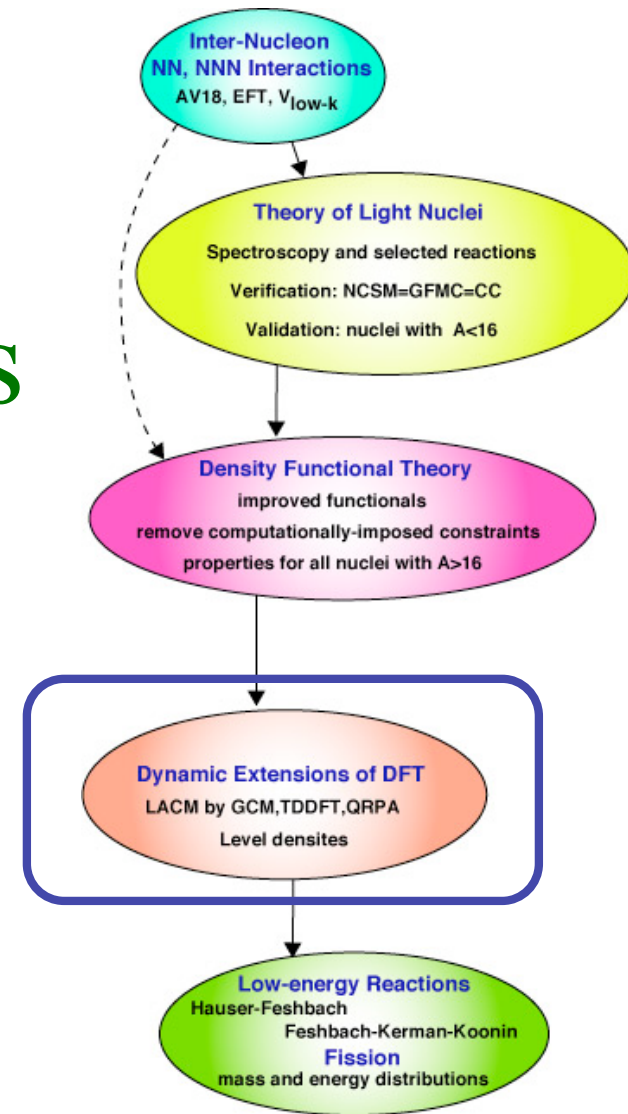 Inter-Nucleon
NN, NNN Interactions
AV18, EFT, Vlow-k
Theory of Light Nuclei
Spectroscopy and selected reactions
Verification: NCSM=GFMC=CC
Validation: nuclei with A<16
s
Density Functional Theory
improved functionals
remove computationally-imposed constraints
properties for all nuclei with A>16
Dynamic Extensions of DFT
LACM by GCM,TDDFT,QRPA
Level densites
Low-energy Reactions
Hauser-Feshbach
Feshbach-Kerman-Koonin
Fission
mass and energy distributions